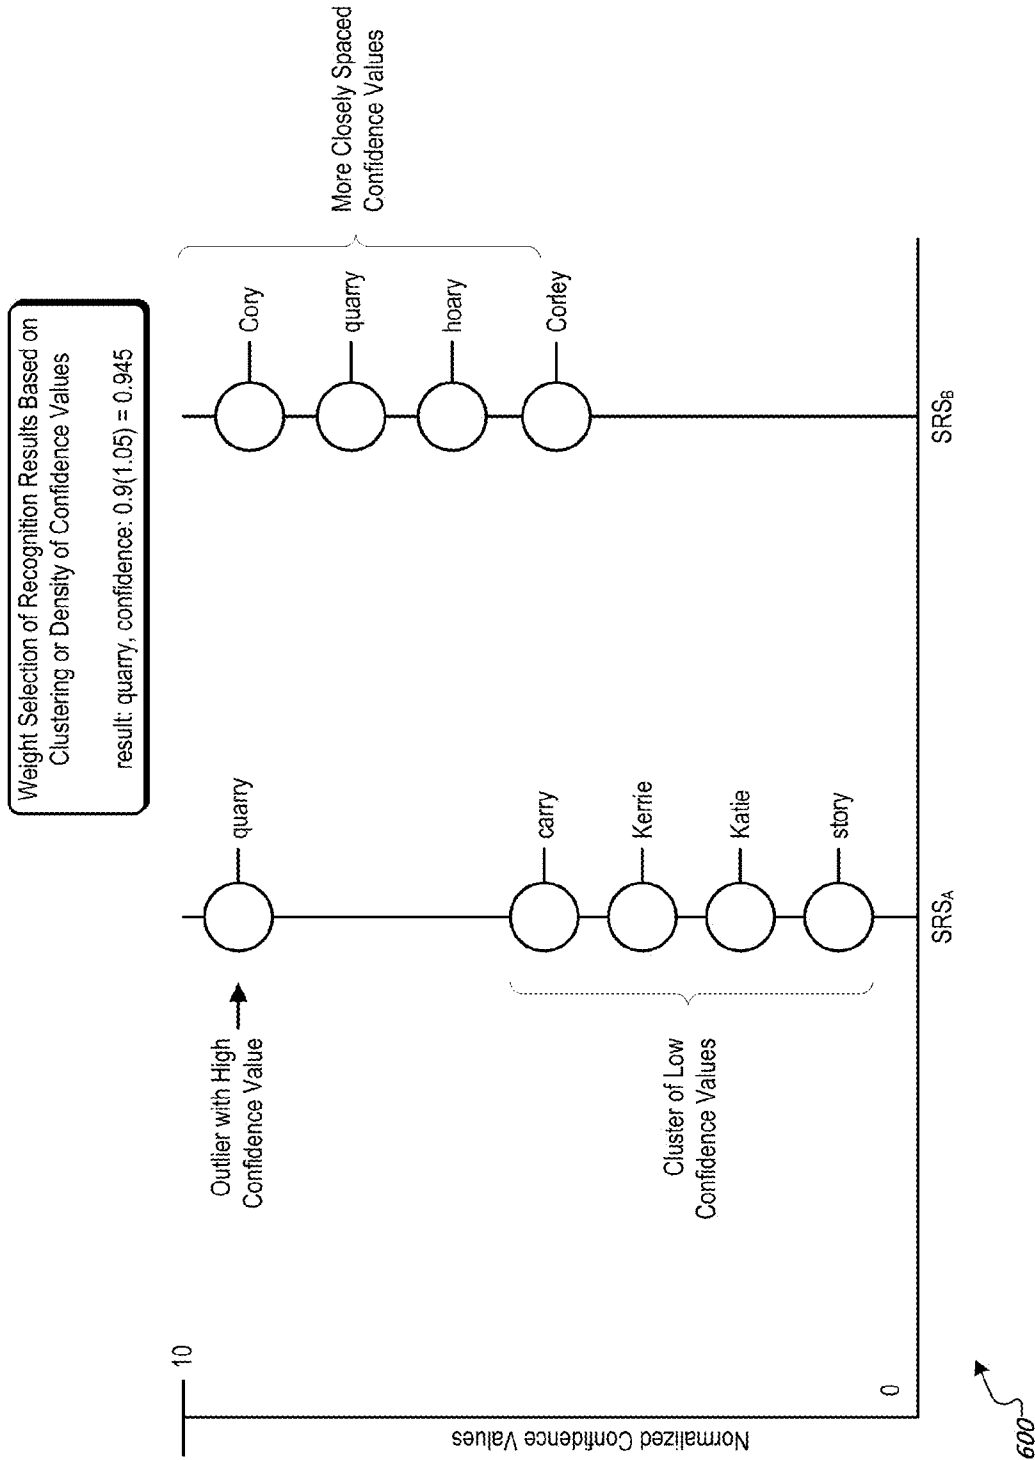 Weight Selection of Recognition Results Based on
Clustering or Density of Confidence Values
result: quarry, confidence: 0.9(1.05) = 0.945
10
Normalized Confidence Values
0
Outlier with High
Confidence Value
Cluster of Low
Confidence Values
quarry
carry
Kerrie
Katie
story
SRSA
Cory
quarry
hoary
Corley
SRSB
More Closely Spaced
Confidence Values
600